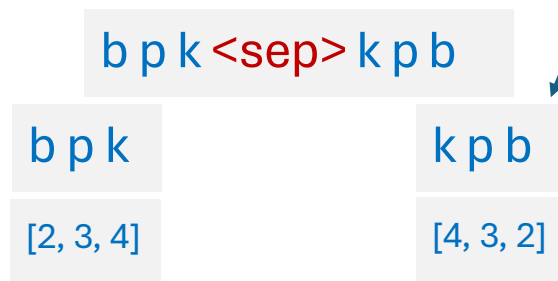 b p k <sep> k p b
b p k
k p b
[2, 3, 4]
[4, 3, 2]